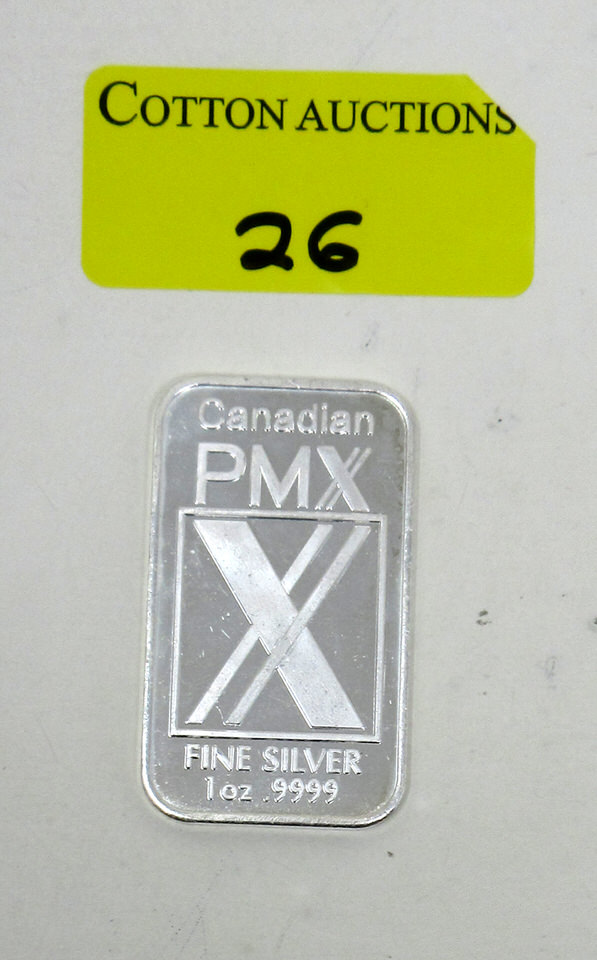 COTTON AUCTIONS
26
Canadian
PMX
X
FINE SILVER
1oz .9999